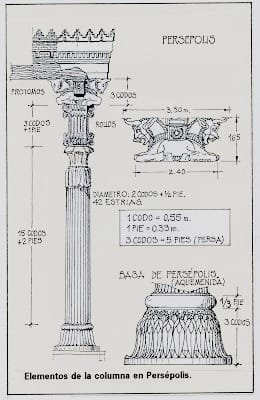 PERSEPOLIS
PROTOMOS
3 CODOS
3.30 m.
3 CODOS
+ 1 PIE
ROLLOS
1'65
2.40
DIAMETRO: 2 CODOS + ½ PIE.
42 ESTRIAS.
1 CODO = 0.55 m.
1 PIE = 0.33 m.
3 CODOS = 5 PIES (PERSA)
15 CODOS
+ 2 PIES
BASA DE PERSÉPOLIS.
(AQUEMENIDA)
1/3 PIE
3 CODOS
Elementos de la columna en Persépolis.